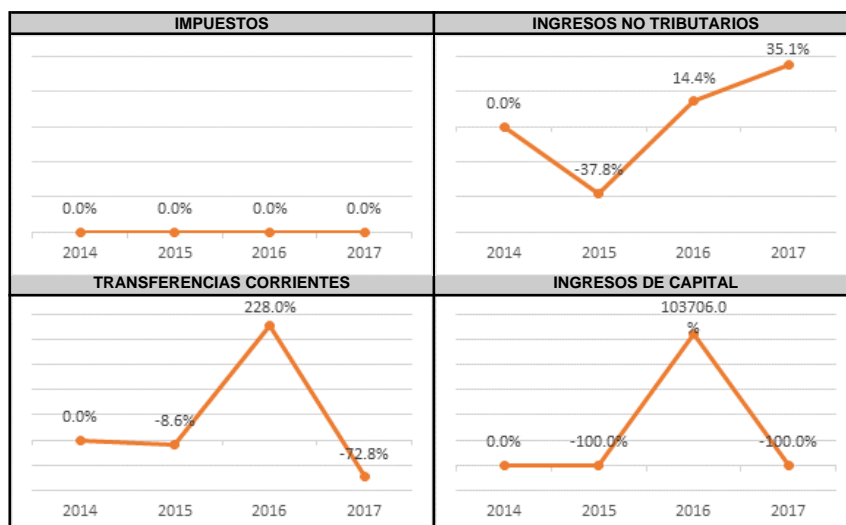 IMPUESTOS
0.0% 0.0% 0.0% 0.0%
2014 2015 2016 2017
INGRESOS NO TRIBUTARIOS
35.1%
14.4%
0.0%
-37.8%
2014 2015 2016 2017
TRANSFERENCIAS CORRIENTES
228.0%
0.0% -8.6%
-72.8%
2014 2015 2016 2017
INGRESOS DE CAPITAL
103706.0
%
0.0% -100.0% -100.0%
2014 2015 2016 2017